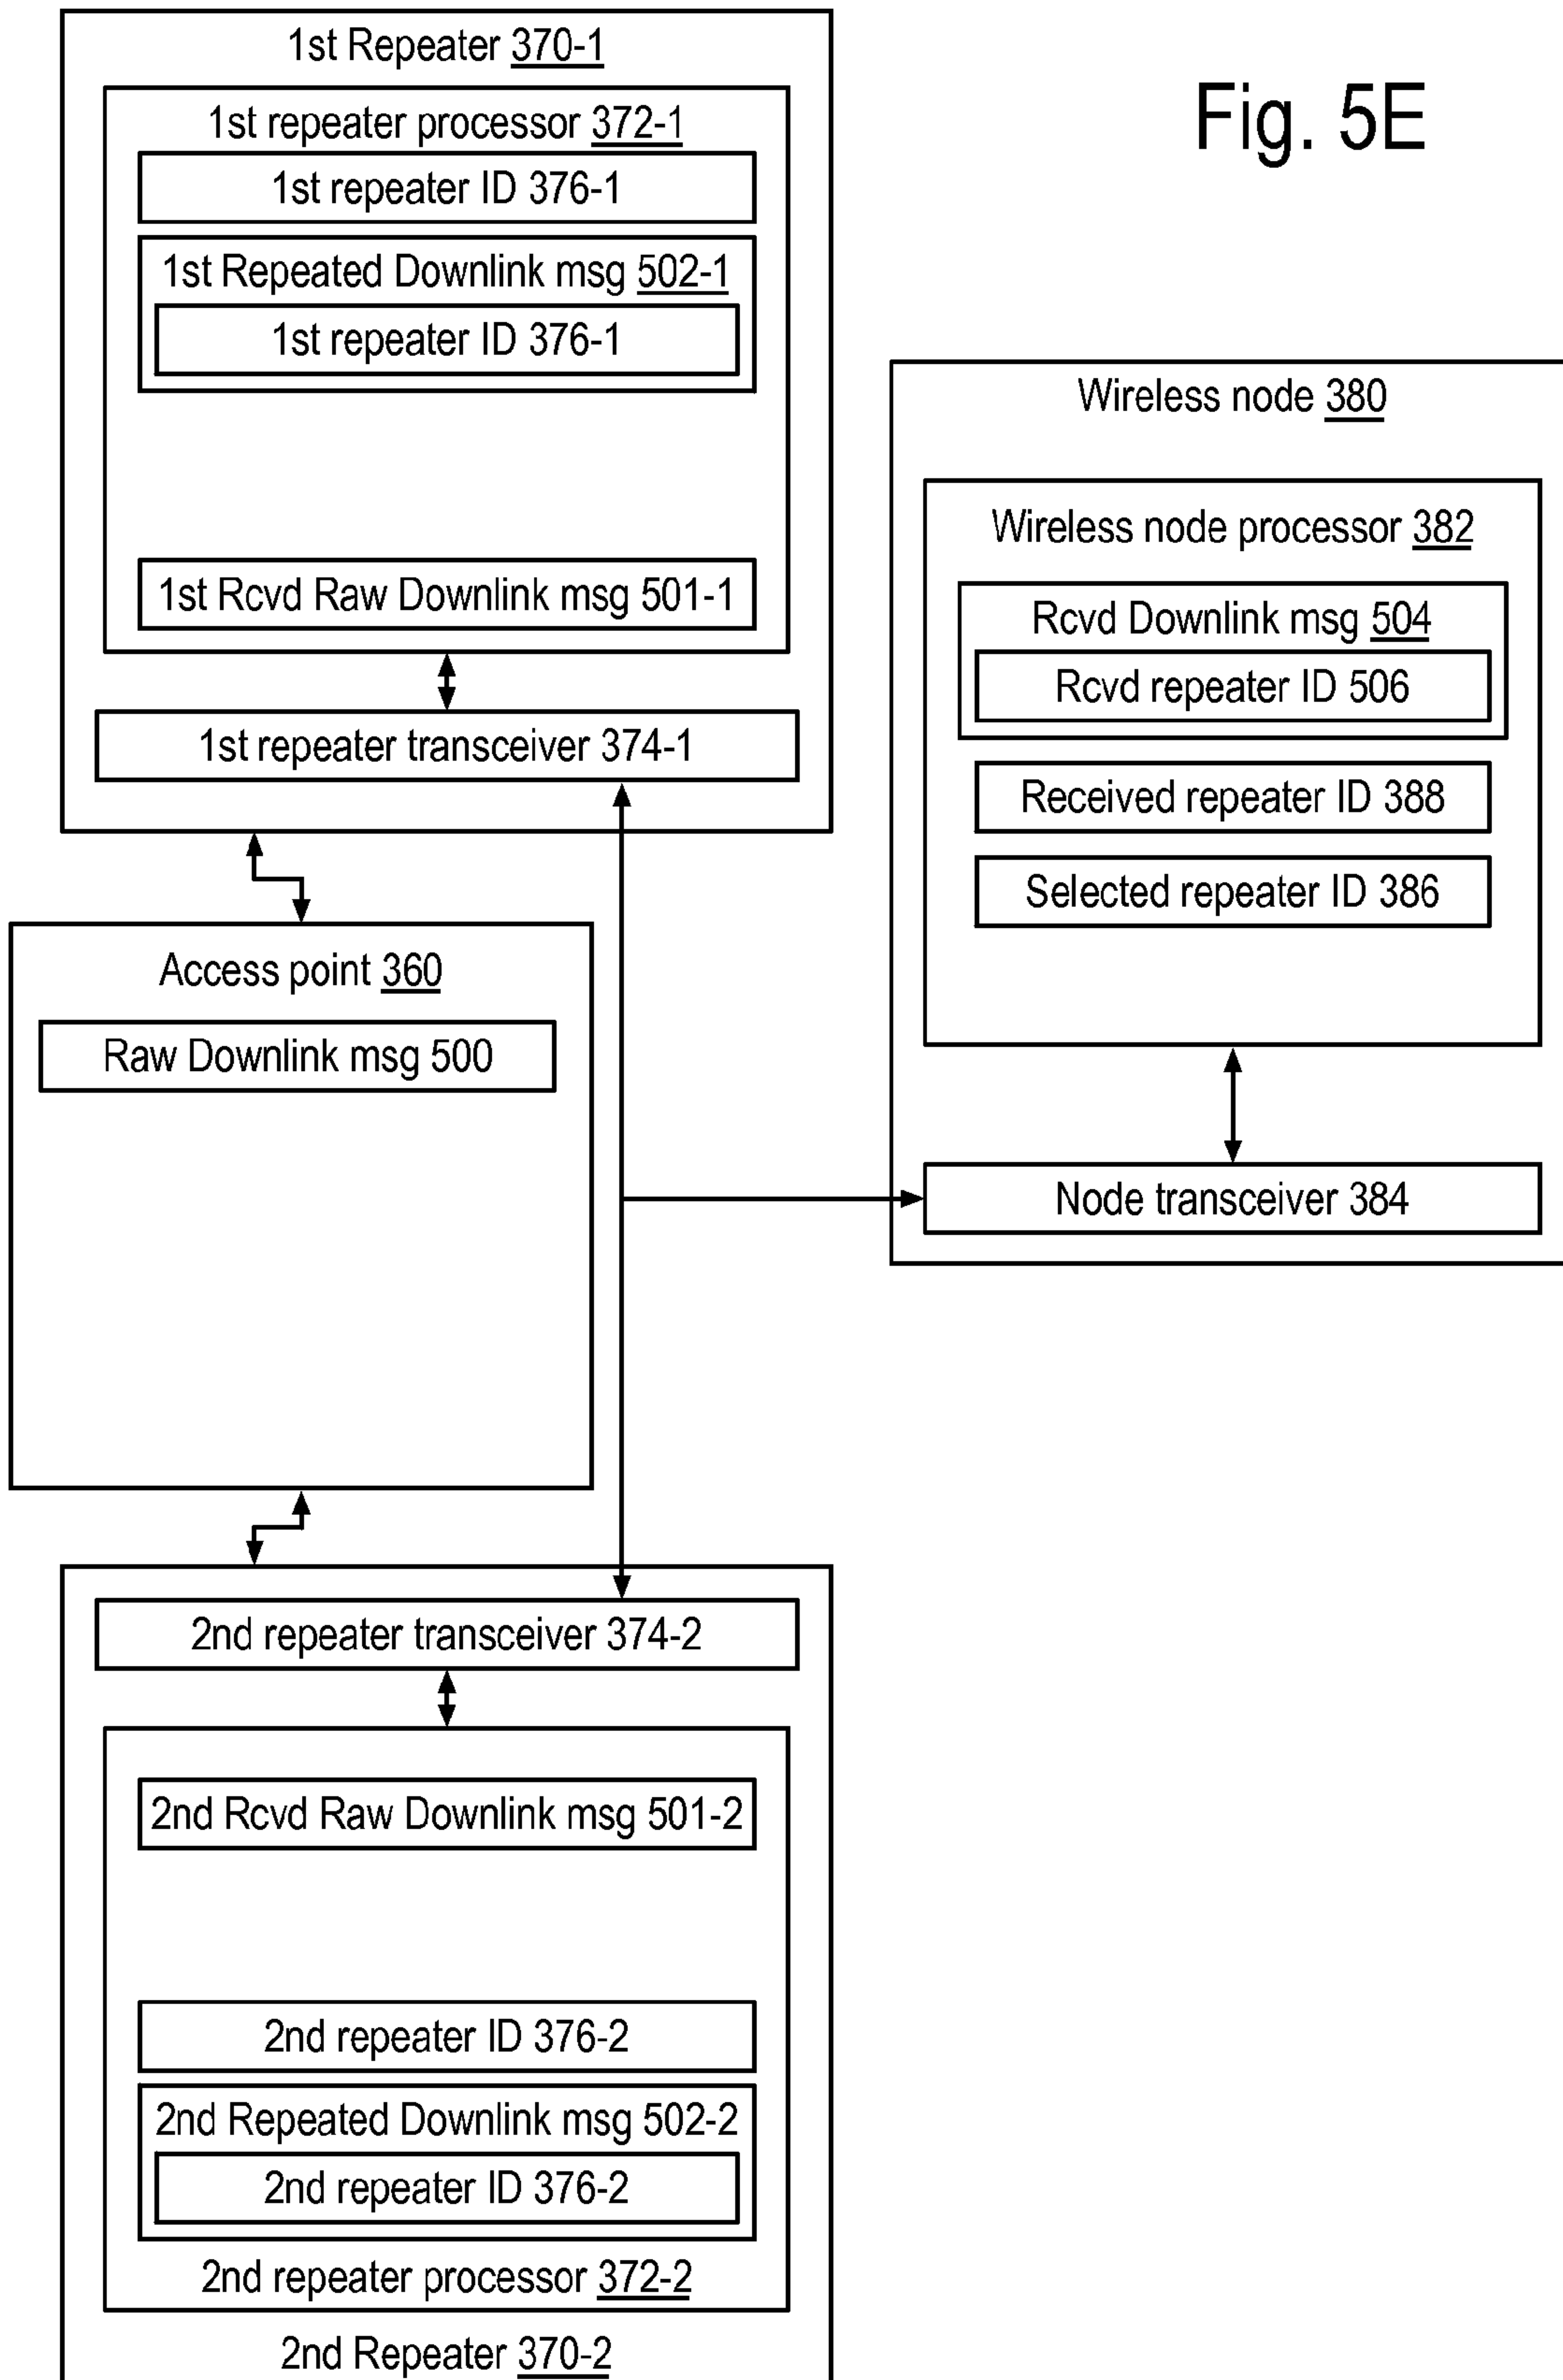 1st Repeater 370-1
Fig. 5E
1st repeater processor 372-1
1st repeater ID 376-1
1st Repeated Downlink msg 502-1
1st repeater ID 376-1
1st Rcvd Raw Downlink msg 501-1
1st repeater transceiver 374-1
Wireless node 380
Wireless node processor 382
Rcvd Downlink msg 504
Rcvd repeater ID 506
Received repeater ID 388
Selected repeater ID 386
Node transceiver 384
Access point 360
Raw Downlink msg 500
2nd repeater transceiver 374-2
2nd Rcvd Raw Downlink msg 501-2
2nd repeater ID 376-2
2nd Repeated Downlink msg 502-2
2nd repeater ID 376-2
2nd repeater processor 372-2
2nd Repeater 370-2